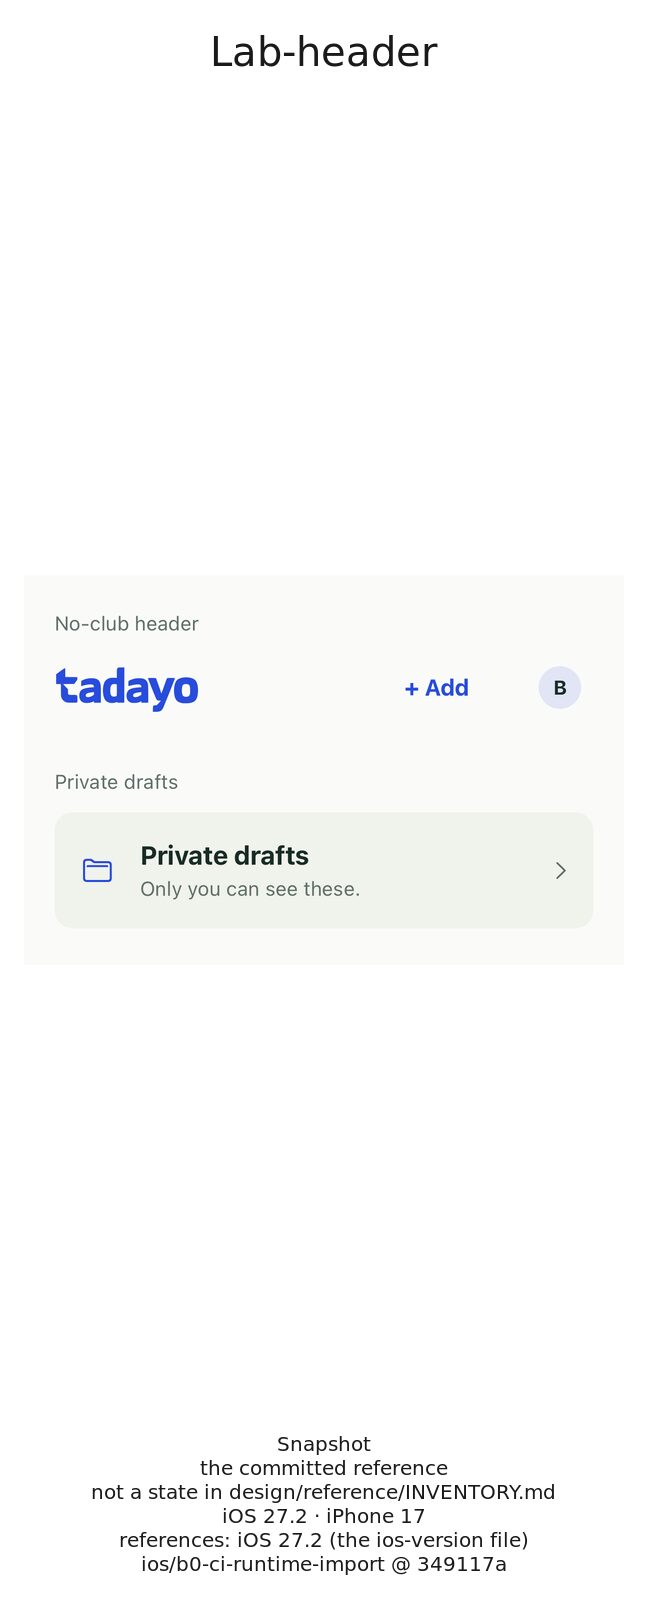 Lab-header
No-club header
tadayo
+ Add
B
Private drafts
Private drafts
Only you can see these.
Snapshot
the committed reference
not a state in design/reference/INVENTORY.md
iOS 27.2 · iPhone 17
references: iOS 27.2 (the ios-version file)
ios/b0-ci-runtime-import @ 349117a